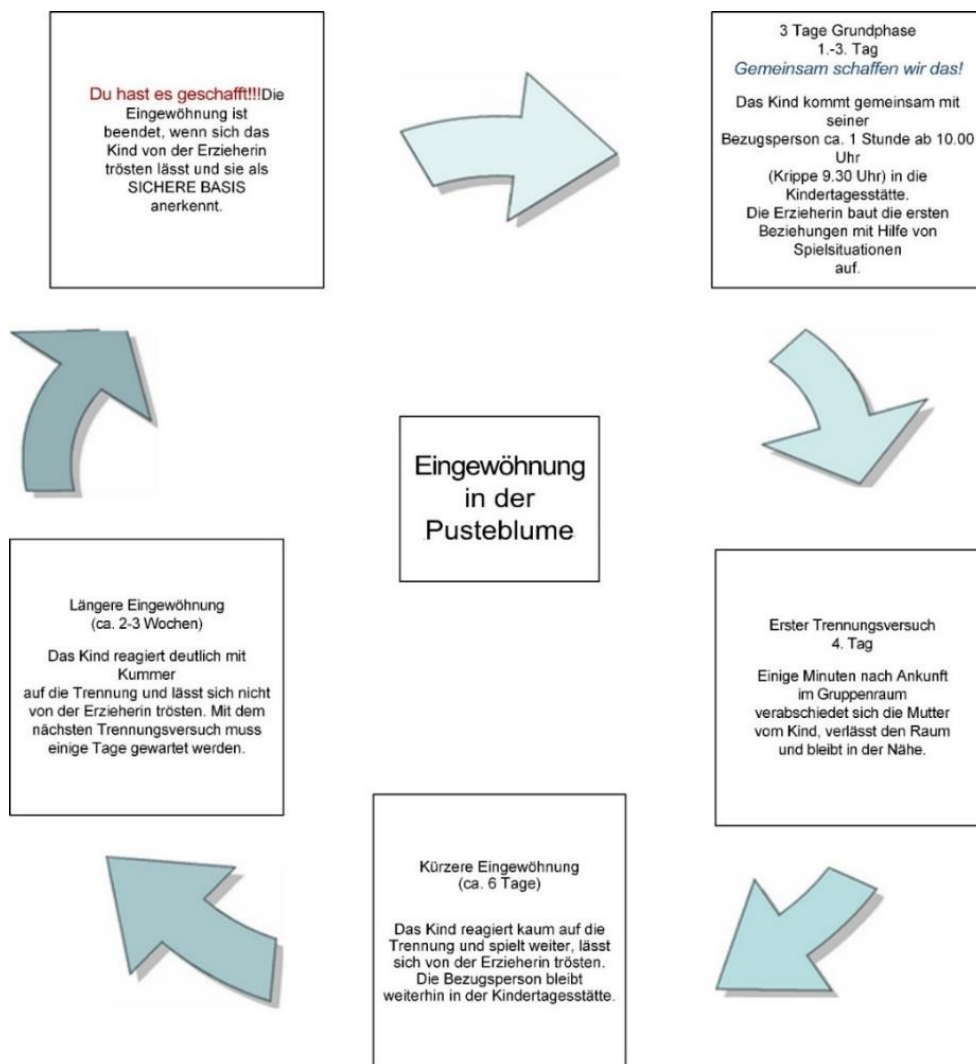 Du hast es geschafft!!!Die
Eingewöhnung ist
beendet, wenn sich das
Kind von der Erzieherin
trösten lässt und sie als
SICHERE BASIS
anerkennt.
3 Tage Grundphase
1.-3. Tag
Gemeinsam schaffen wir das!
Das Kind kommt gemeinsam mit
seiner
Bezugsperson ca. 1 Stunde ab 10.00
Uhr
(Krippe 9.30 Uhr) in die
Kindertagesstätte.
Die Erzieherin baut die ersten
Beziehungen mit Hilfe von
Spielsituationen
auf.
Eingewöhnung
in der
Pusteblume
Erster Trennungsversuch
4. Tag
Einige Minuten nach Ankunft
im Gruppenraum
verabschiedet sich die Mutter
vom Kind, verlässt den Raum
und bleibt in der Nähe.
Kürzere Eingewöhnung
(ca. 6 Tage)
Das Kind reagiert kaum auf die
Trennung und spielt weiter, lässt
sich von der Erzieherin trösten.
Die Bezugsperson bleibt
weiterhin in der Kindertagesstätte.
Längere Eingewöhnung
(ca. 2-3 Wochen)
Das Kind reagiert deutlich mit
Kummer
auf die Trennung und lässt sich nicht
von der Erzieherin trösten. Mit dem
nächsten Trennungsversuch muss
einige Tage gewartet werden.